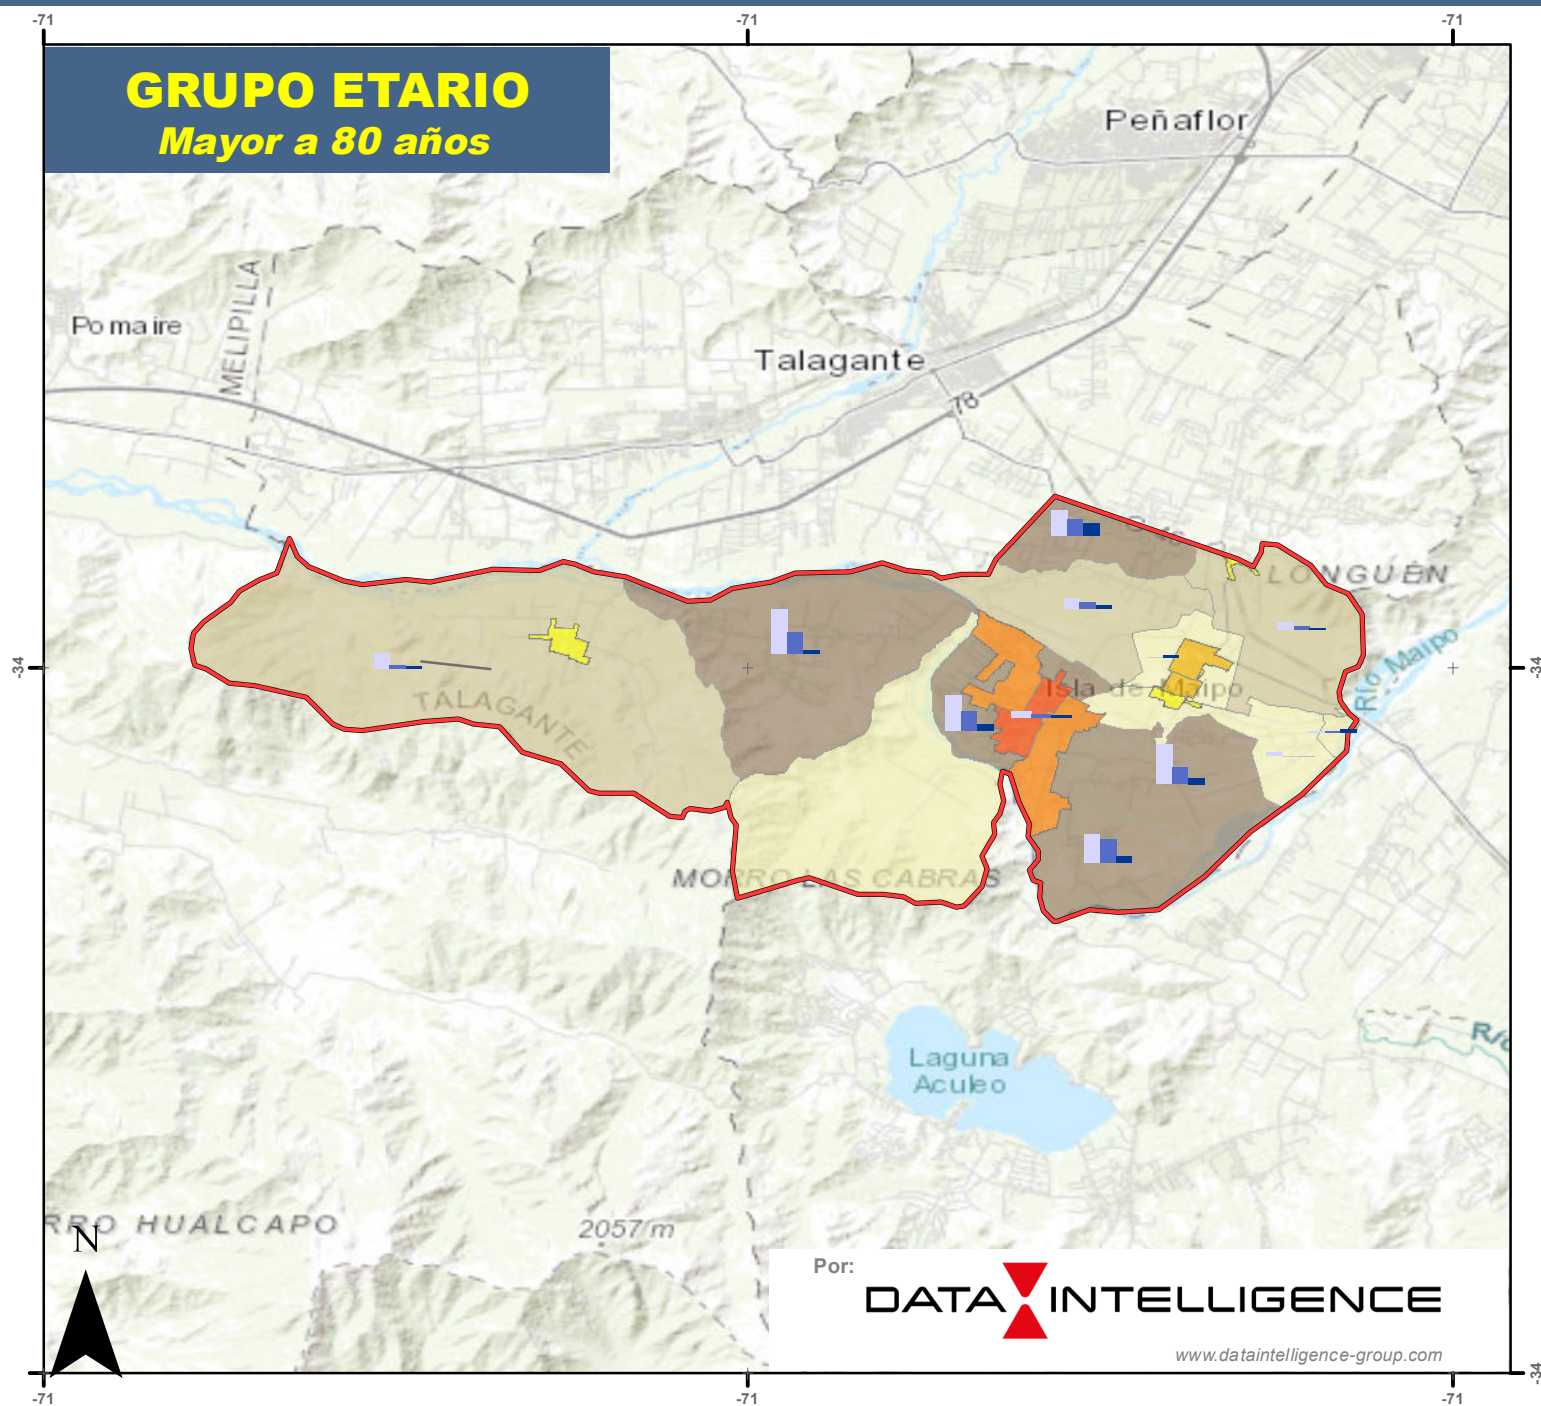 -71
-71
-71
GRUPO ETARIO
Mayor a 80 años
Peñaflor
Pomaire
MELIPILLA
Talagante
78
LONGUÉN
-34
-34
Isla de Maipo
Río Maipo
TALAGANTE
MORRO LAS CABRAS
Laguna
Aculeo
RRO HUALCAPO
2057 m
N
Por:
DATA INTELLIGENCE
www.dataintelligence-group.com
-34
-71
-71
-71